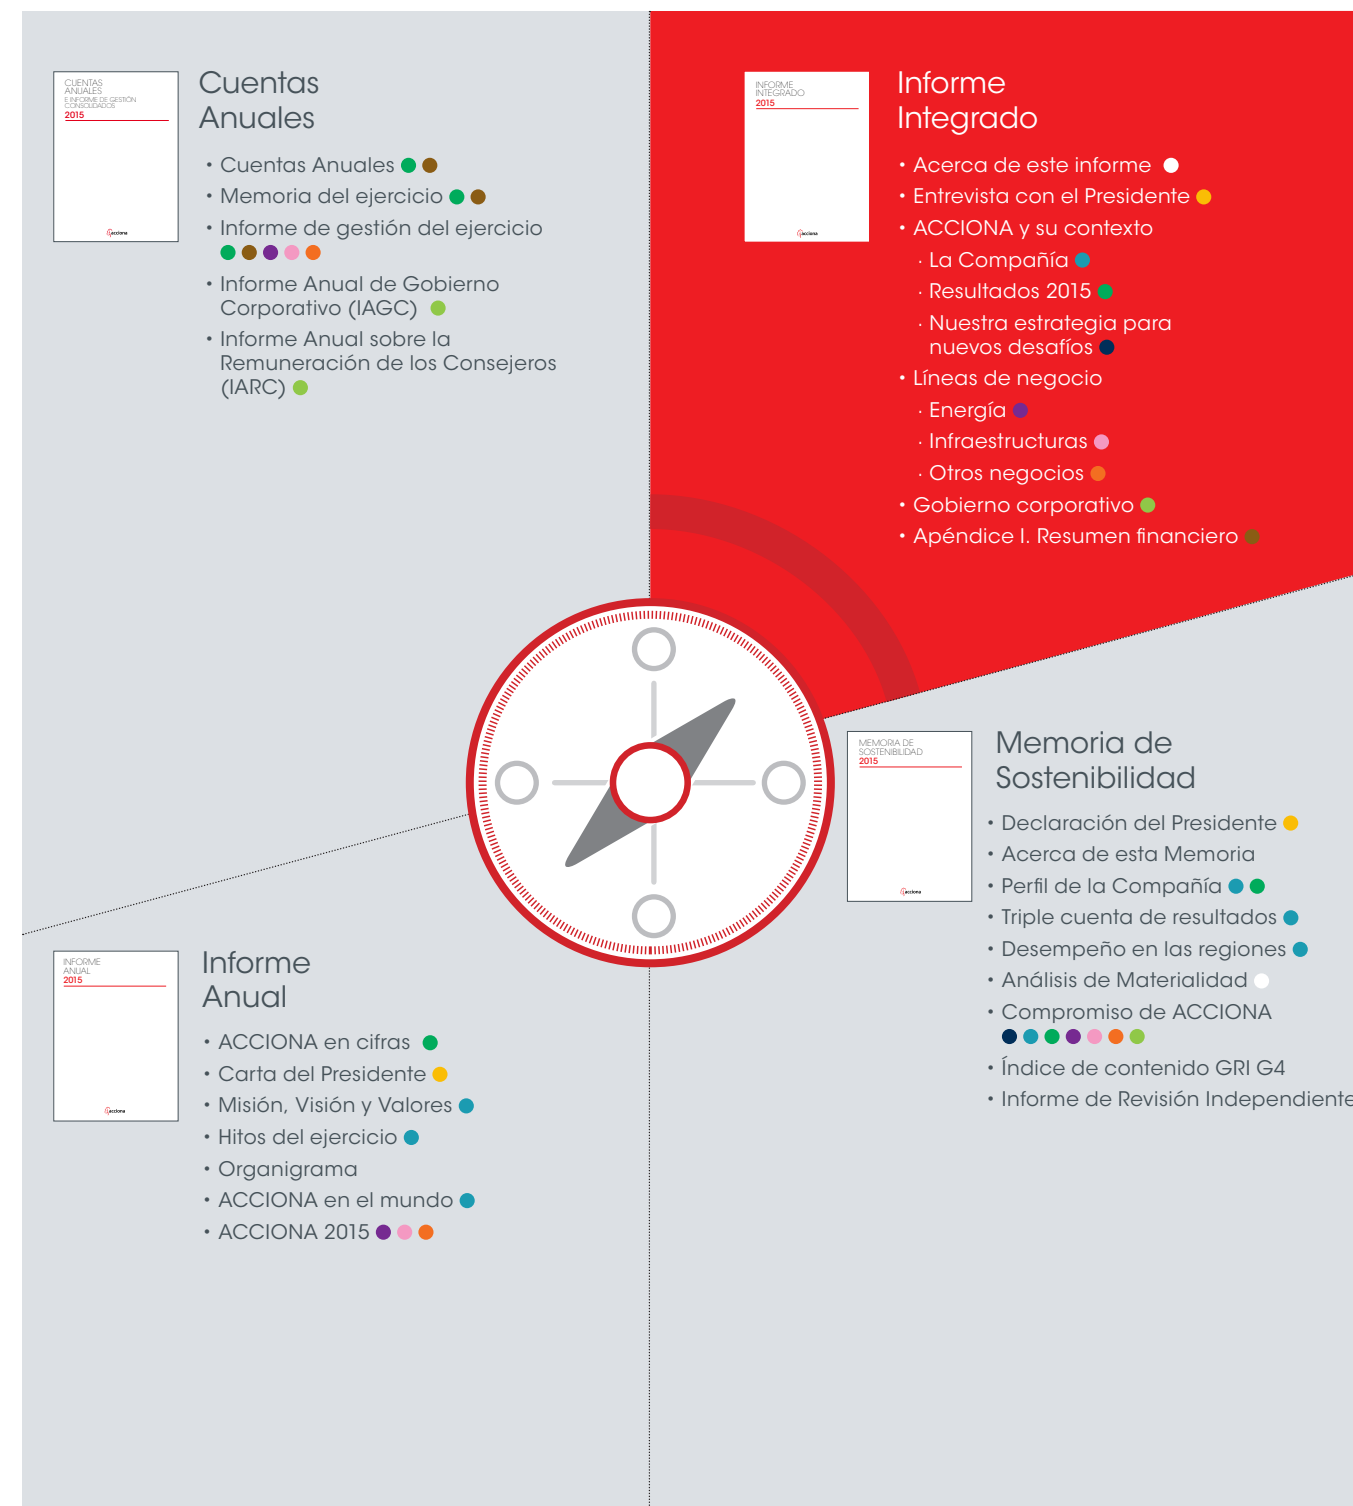 CUENTAS
ANUALES
E INFORME DE GESTIÓN
CONSOLIDADOS
2015
acciona
Cuentas
Anuales
• Cuentas Anuales
• Memoria del ejercicio
• Informe de gestión del ejercicio
• Informe Anual de Gobierno
Corporativo (IAGC)
• Informe Anual sobre la
Remuneración de los Consejeros
(IARC)
INFORME
INTEGRADO
2015
acciona
Informe
Integrado
• Acerca de este informe
• Entrevista con el Presidente
• ACCIONA y su contexto
· La Compañía
· Resultados 2015
· Nuestra estrategia para
nuevos desafíos
• Líneas de negocio
· Energía
· Infraestructuras
· Otros negocios
• Gobierno corporativo
• Apéndice I. Resumen financiero
MEMORIA DE
SOSTENIBILIDAD
2015
acciona
Memoria de
Sostenibilidad
• Declaración del Presidente
• Acerca de esta Memoria
• Perfil de la Compañía
• Triple cuenta de resultados
• Desempeño en las regiones
• Análisis de Materialidad
• Compromiso de ACCIONA
• Índice de contenido GRI G4
• Informe de Revisión Independiente
INFORME
ANUAL
2015
acciona
Informe
Anual
• ACCIONA en cifras
• Carta del Presidente
• Misión, Visión y Valores
• Hitos del ejercicio
• Organigrama
• ACCIONA en el mundo
• ACCIONA 2015